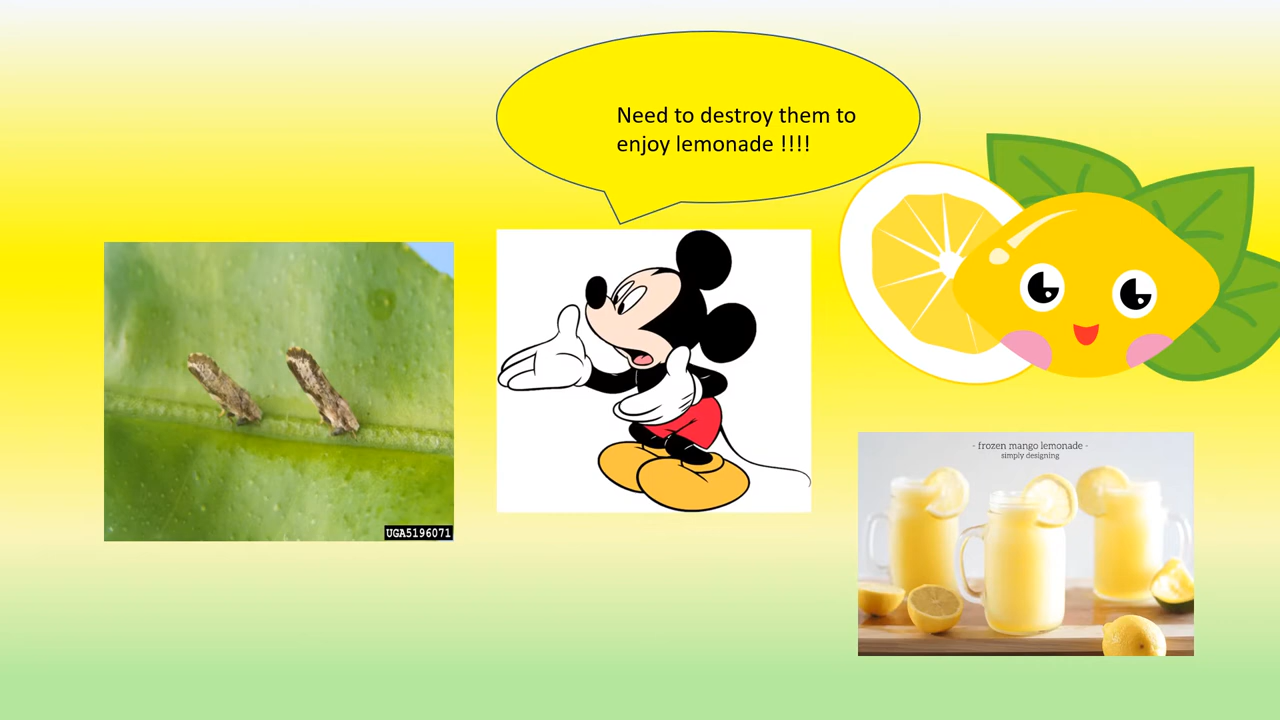 Need to destroy them to
enjoy lemonade !!!!
- frozen mango lemonade -
simply designing
UGA5196071